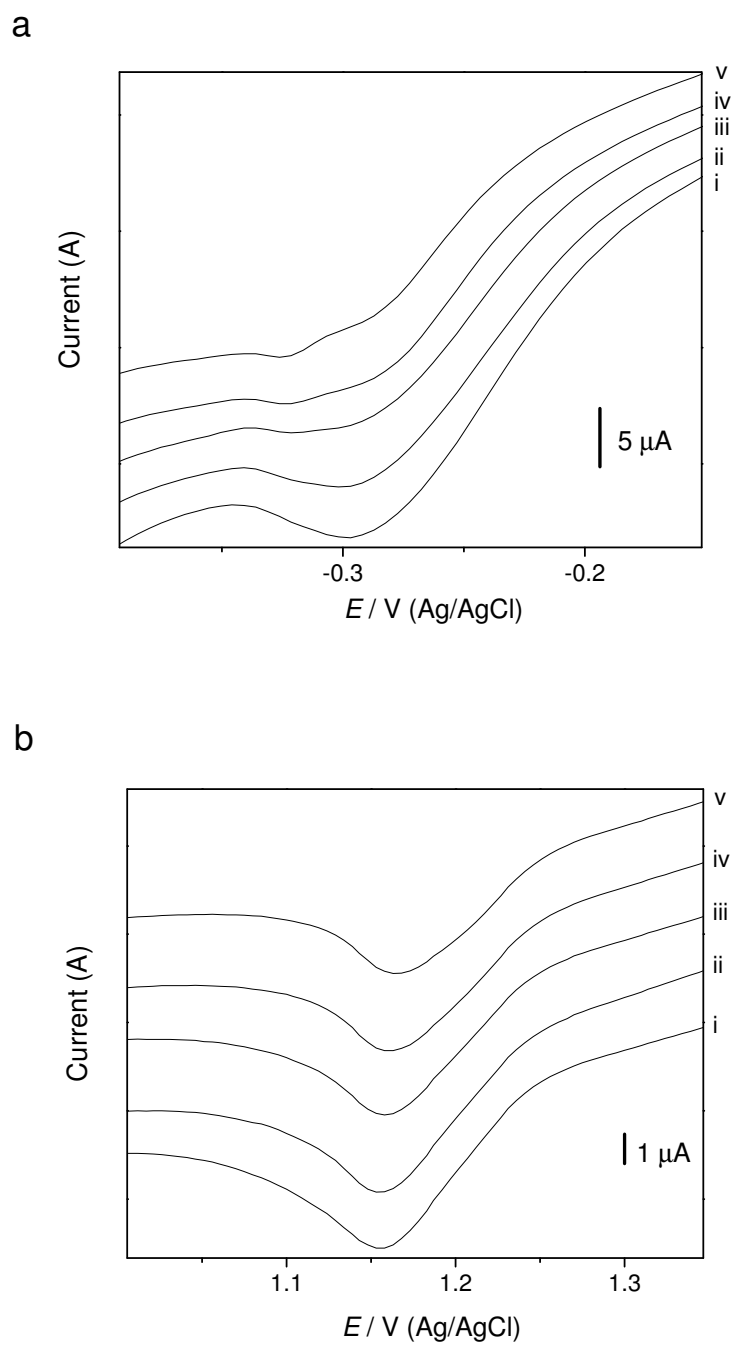 a
v
iv
iii
ii
i
Current (A)
5 μA
-0.3
-0.2
E / V (Ag/AgCl)
b
v
iv
iii
ii
i
Current (A)
1 μA
1.1
1.2
1.3
E / V (Ag/AgCl)